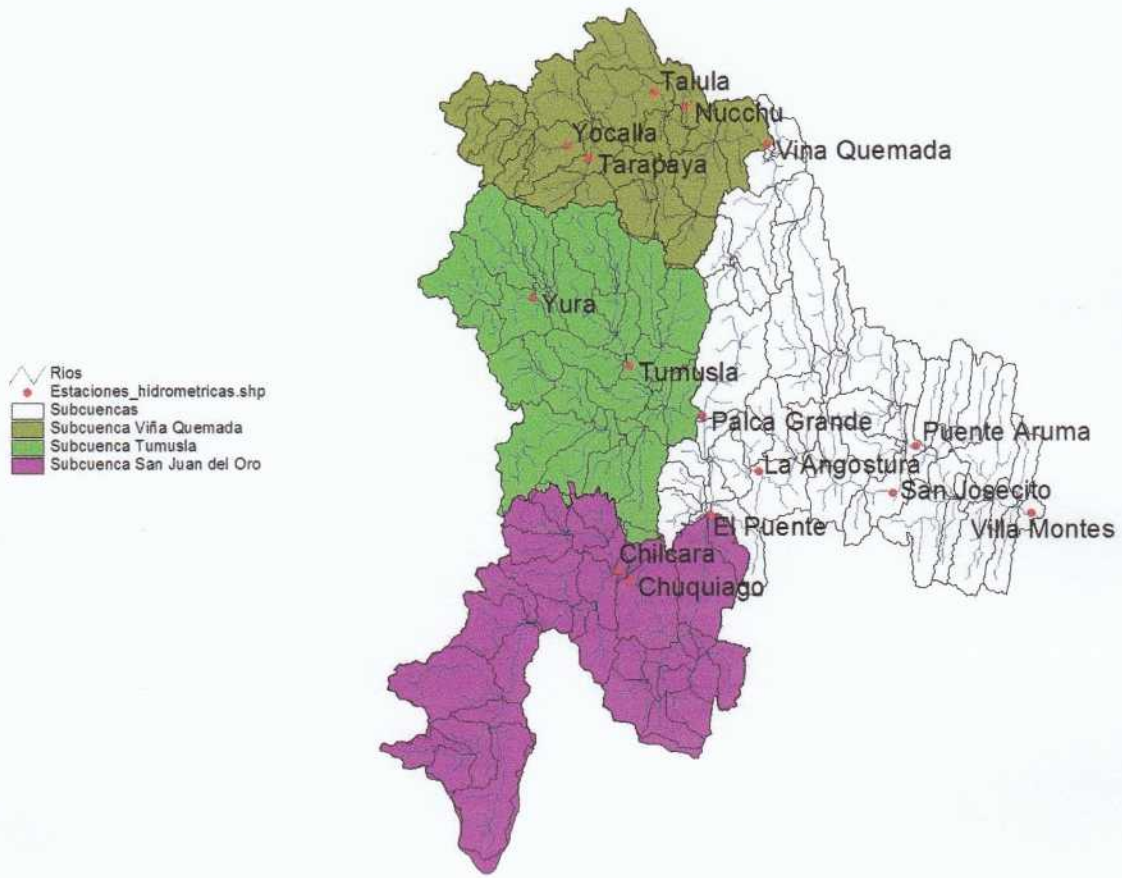 Talula
Nucchu
Yocalla
Vina Quemada
Tarapaya
Yura
Tumusla
Rios
Estaciones_hidrometricas.shp
Subcuencas
Subcuenca Viña Quemada
Subcuenca Tumusla
Subcuenca San Juan del Oro
Palca Grande
Puente Aruma
La Angostura
San Josecito
El Puente
Villa Montes
Chilcara
Chuquiago